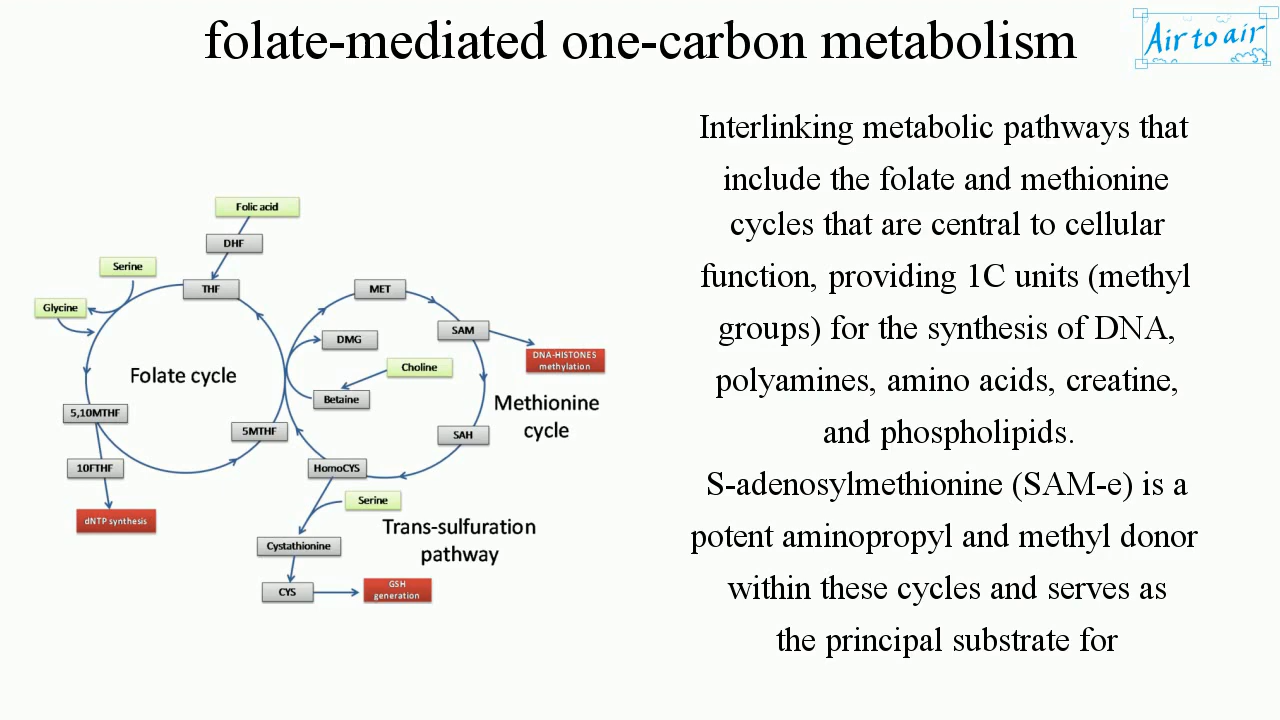 folate-mediated one-carbon metabolism
Air to air
Interlinking metabolic pathways that
include the folate and methionine
cycles that are central to cellular
function, providing 1C units (methyl
groups) for the synthesis of DNA,
polyamines, amino acids, creatine,
and phospholipids.
S-adenosylmethionine (SAM-e) is a
potent aminopropyl and methyl donor
within these cycles and serves as
the principal substrate for
Folic acid
DHF
Serine
THF
Glycine
MET
SAM
DMG
DNA-HISTONES
methylation
Choline
Folate cycle
Betaine
Methionine
cycle
5,10MTHF
5MTHF
SAH
10FTHF
HomoCYS
Serine
dNTP synthesis
Trans-sulfuration
pathway
Cystathionine
CYS
GSH
generation